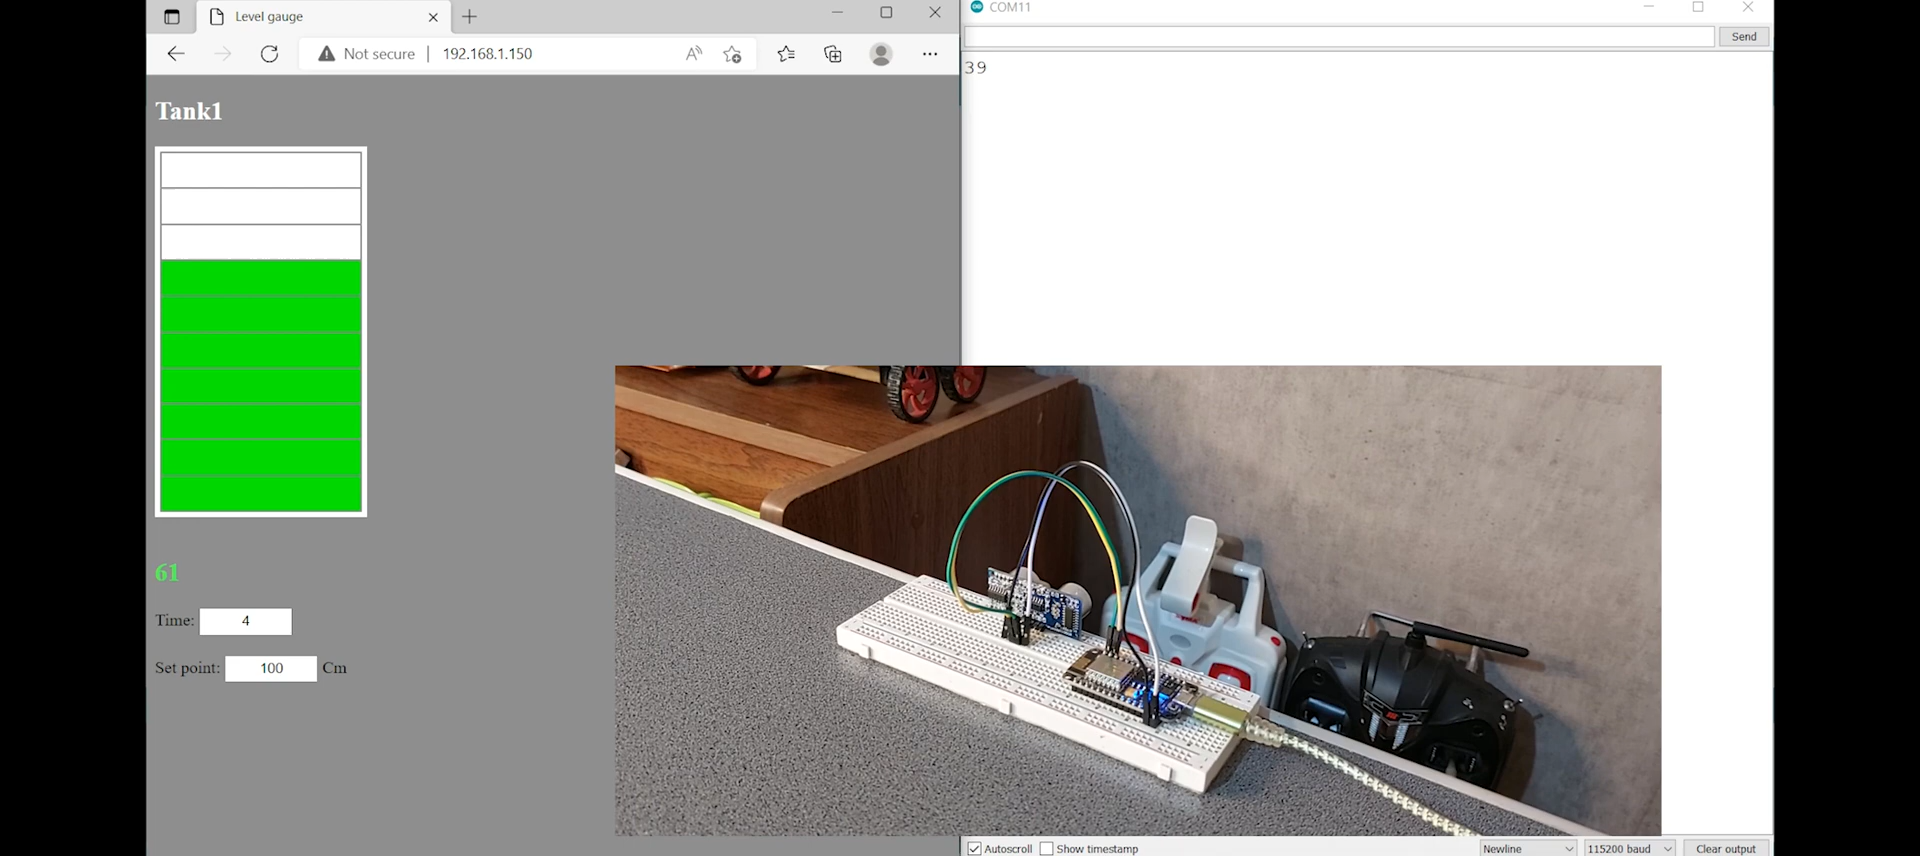 Level gauge
Not secure
192.168.1.150
Tank1
61
Time: 4
Set point: 100 Cm
COM11
Send
39
Autoscroll
Show timestamp
Newline
115200 baud
Clear output